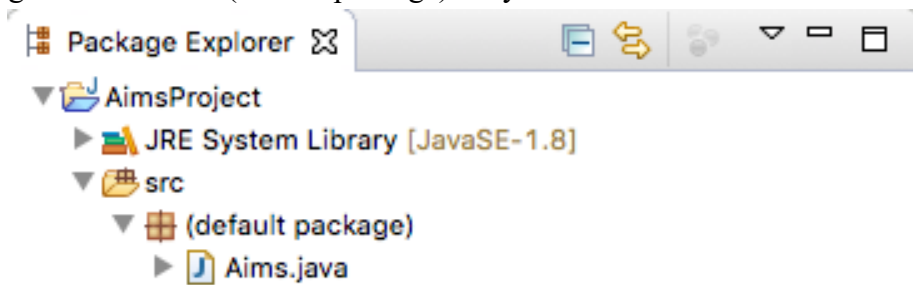 Package Explorer
AimsProject
JRE System Library [JavaSE-1.8]
src
(default package)
Aims.java